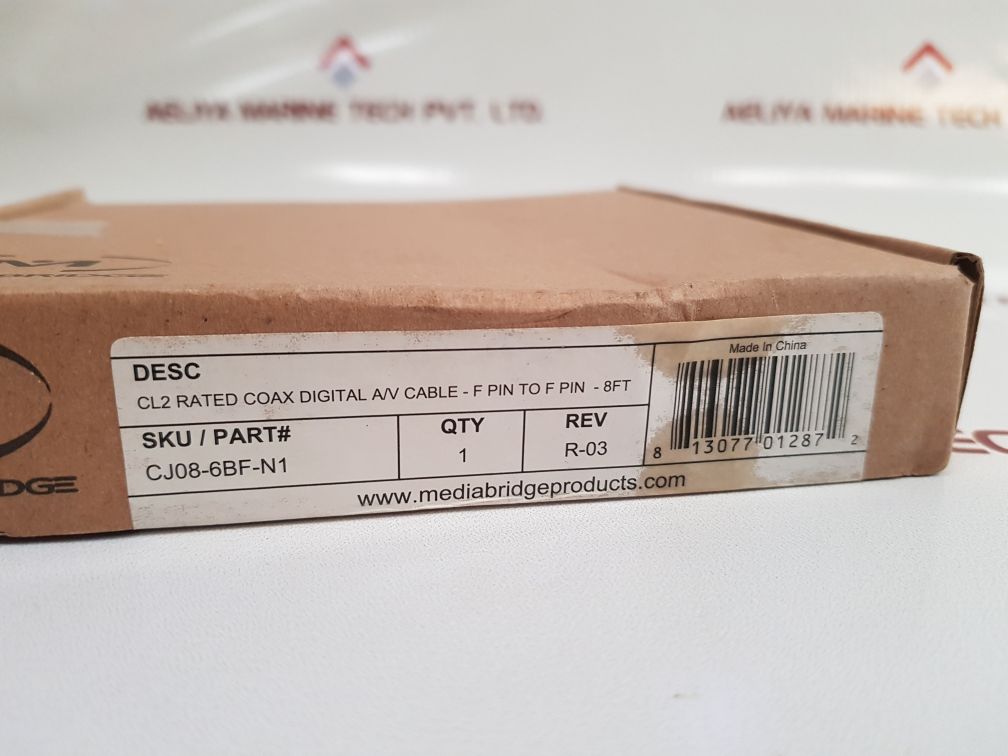 AELIYA MARINE TECH PVT. LTD.
AELIYA MARINE TECH
DESC
CL2 RATED COAX DIGITAL A/V CABLE - F PIN TO F PIN - 8FT
SKU / PART#
CJ08-6BF-N1
QTY
1
REV
R-03
Made In China
8 13077 01287 2
www.mediabridgeproducts.com
DGE